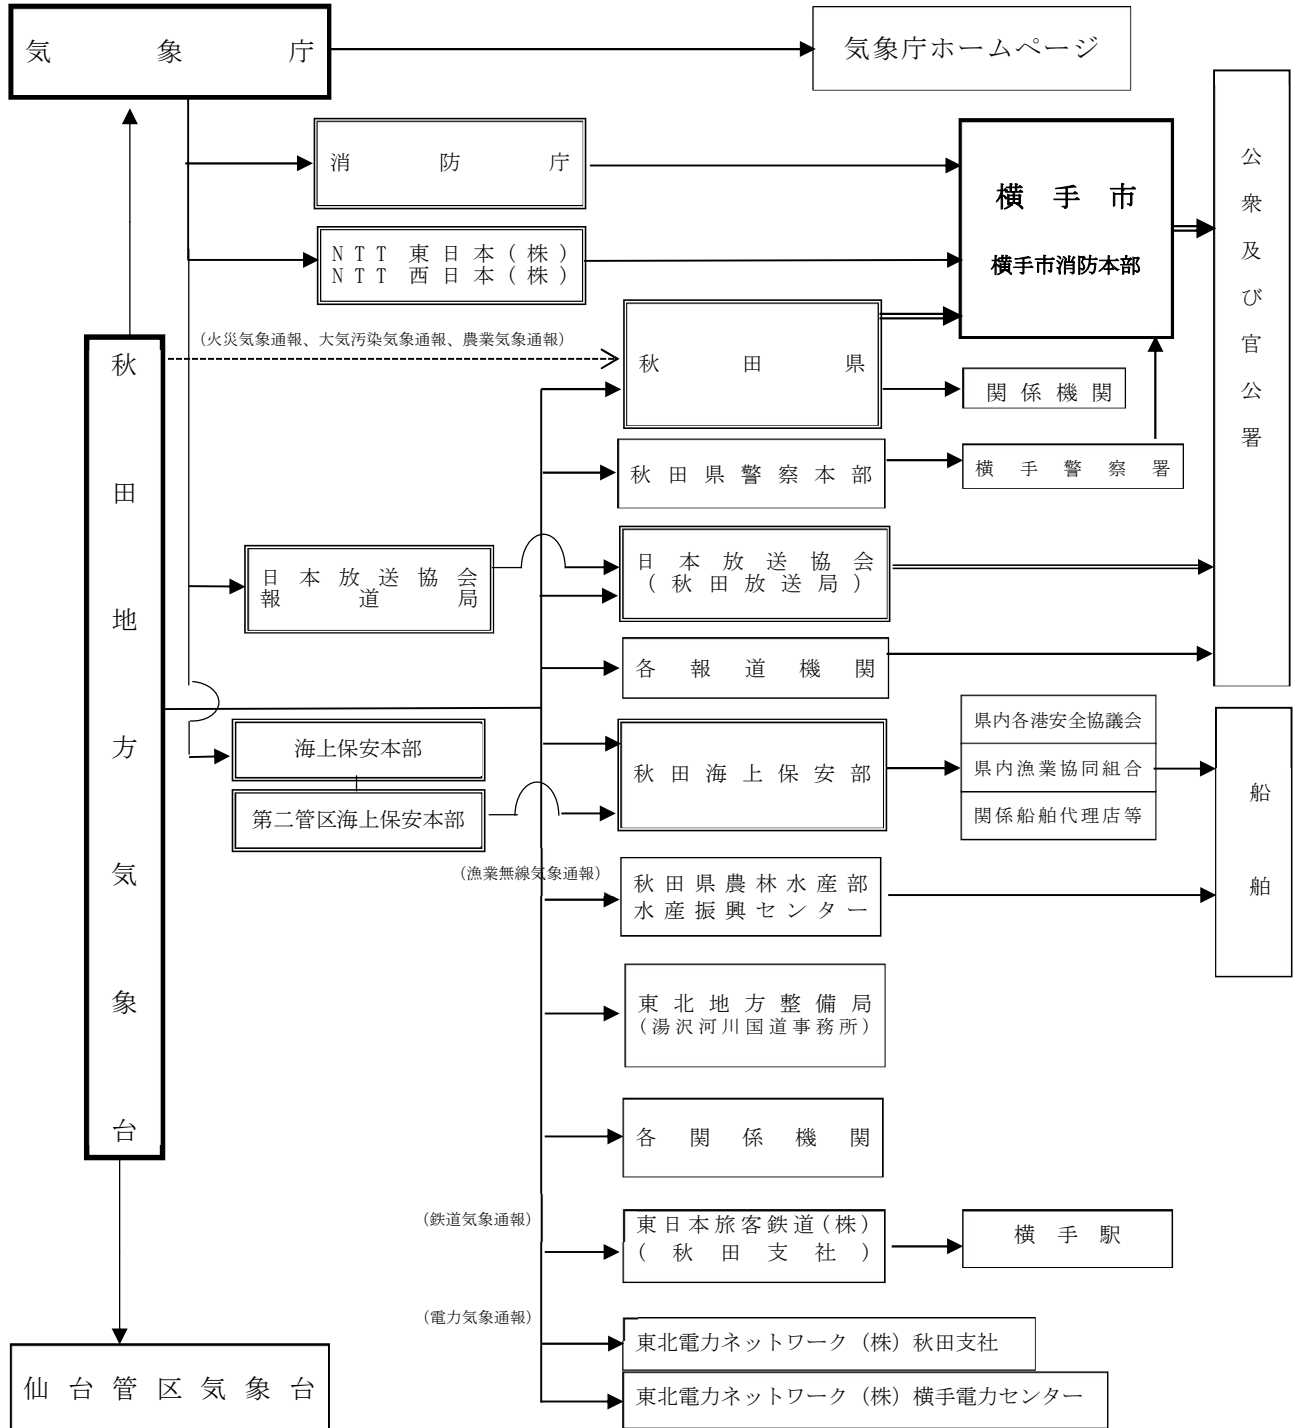 気象庁
気象庁ホームページ
消防庁
NTT東日本(株)
NTT西日本(株)
横手市
横手市消防本部
公衆及び官公署
(火災気象通報、大気汚染気象通報、農業気象通報)
秋田県
関係機関
秋田地方気象台
秋田県警察本部
横手警察署
日本放送協会
報道局
日本放送協会
(秋田放送局)
各報道機関
海上保安本部
第二管区海上保安本部
秋田海上保安部
県内各港安全協議会
県内漁業協同組合
関係船舶代理店等
船舶
(漁業無線気象通報)
秋田県農林水産部
水産振興センター
東北地方整備局
(湯沢河川国道事務所)
各関係機関
(鉄道気象通報)
東日本旅客鉄道(株)
(秋田支社)
横手駅
(電力気象通報)
東北電力ネットワーク(株)秋田支社
東北電力ネットワーク(株)横手電力センター
仙台管区気象台